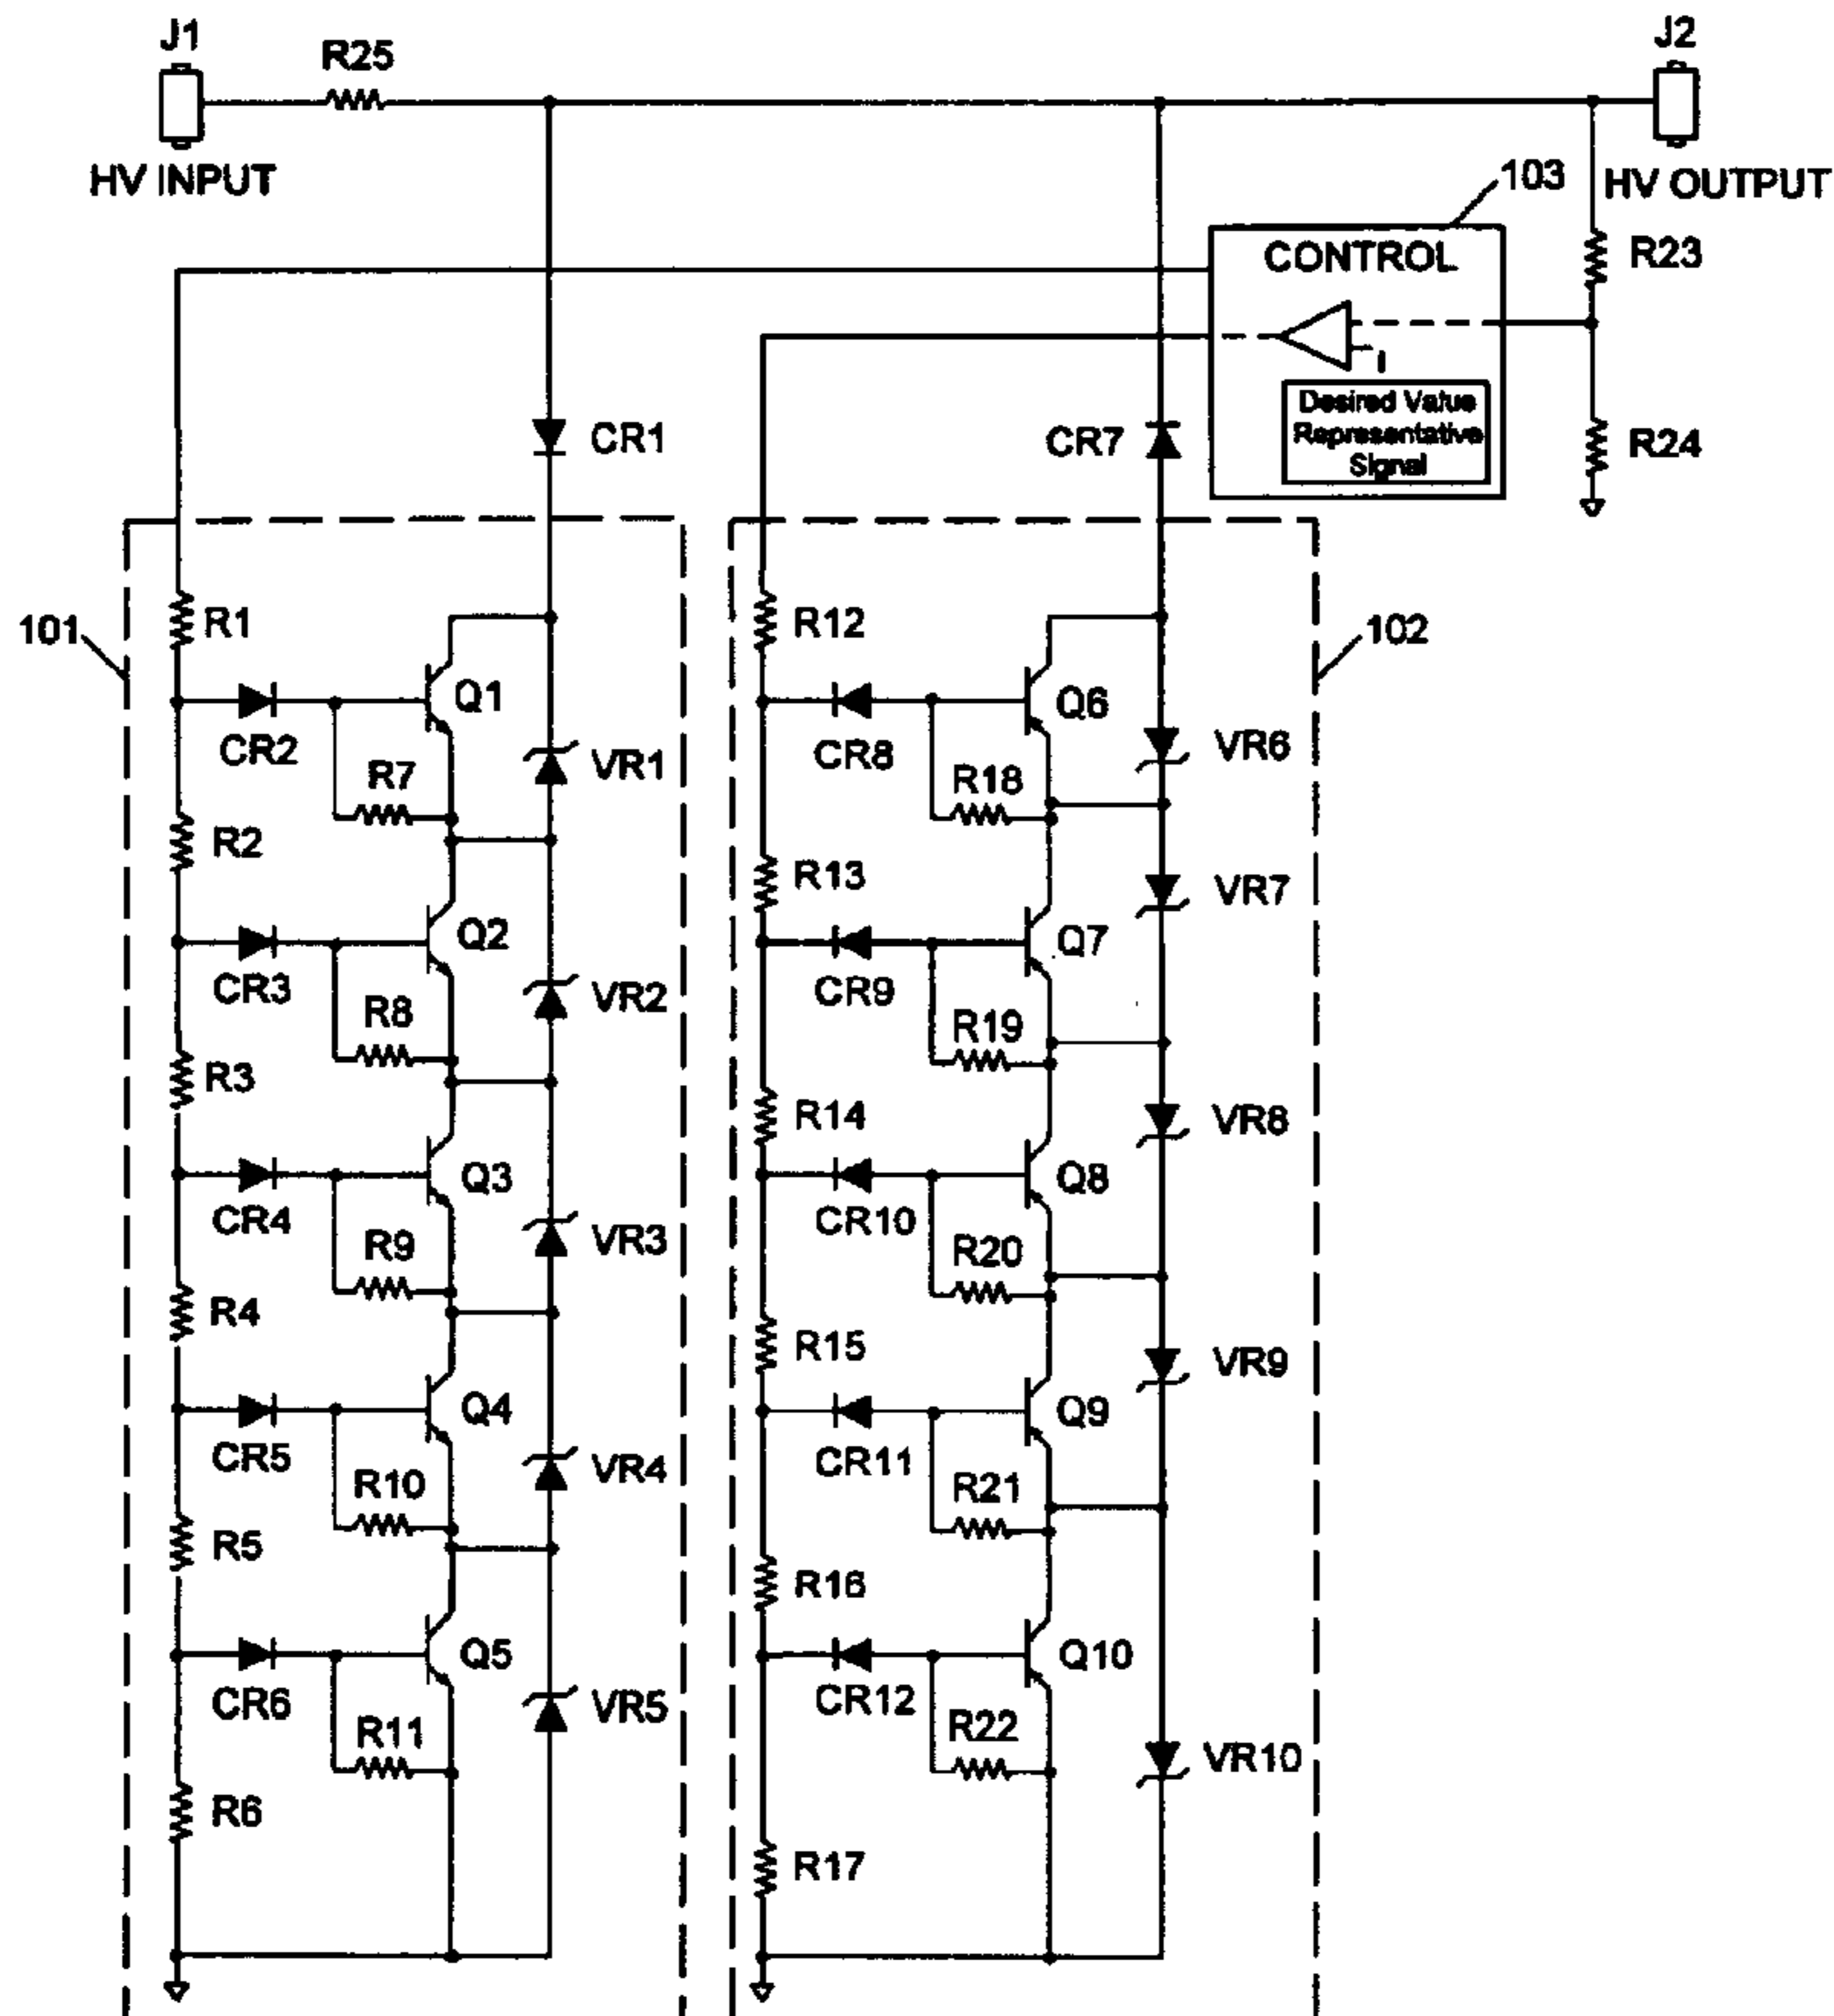 J1
R25
J2
HV INPUT
103
HV OUTPUT
CONTROL
R23
Desired Value
Representative
Signal
CR1
CR7
R24
101
R1
R12
102
Q1
Q6
CR2
VR1
CR8
VR6
R7
R18
R2
R13
VR7
Q2
Q7
CR3
VR2
CR9
R8
R19
R3
R14
VR8
Q3
Q8
CR4
VR3
CR10
R9
R20
R4
R15
VR9
Q4
Q9
CR5
VR4
CR11
R10
R21
R5
R16
Q5
Q10
CR6
VR5
CR12
R11
R22
VR10
R6
R17